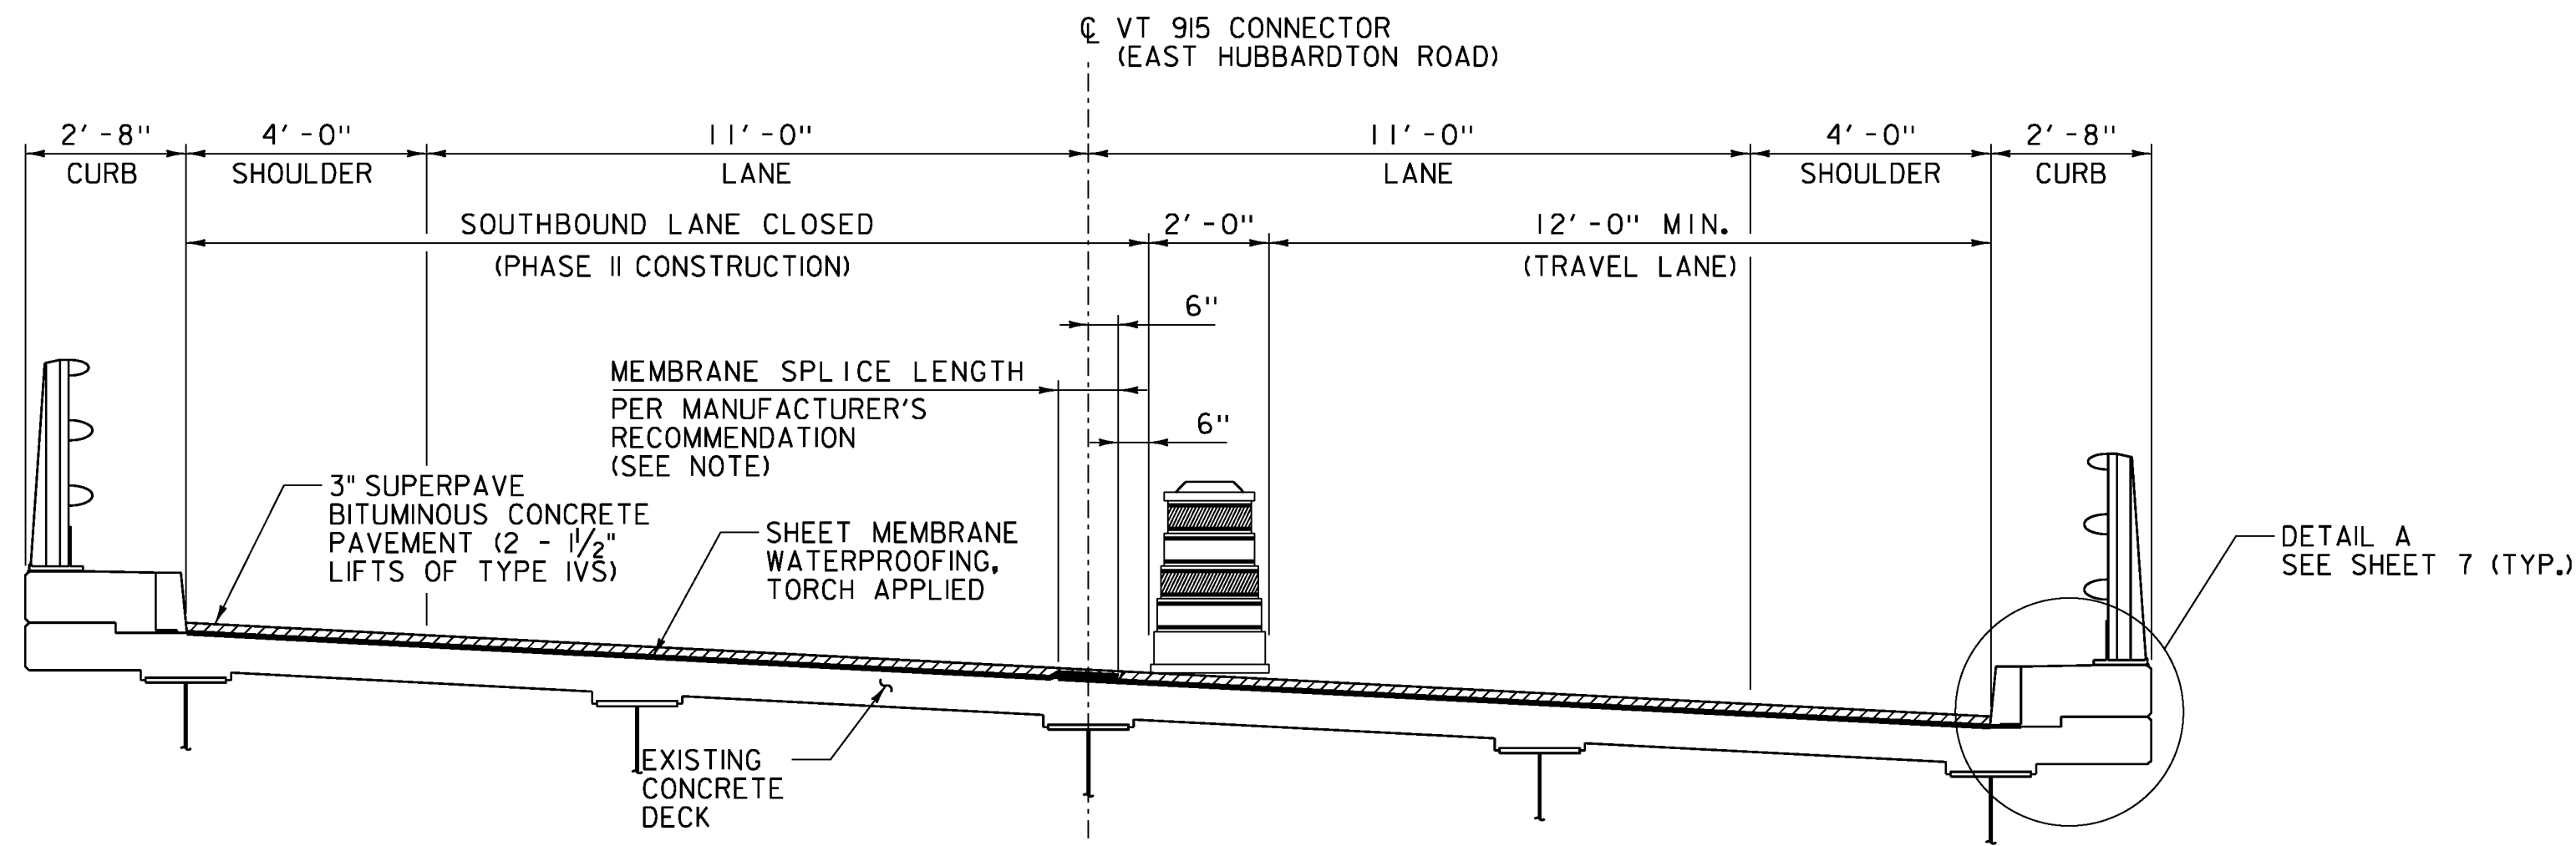 ℄ VT 915 CONNECTOR
(EAST HUBBARDTON ROAD)
2'-8"
4'-0"
11'-0"
11'-0"
4'-0"
2'-8"
CURB
SHOULDER
LANE
LANE
SHOULDER
CURB
SOUTHBOUND LANE CLOSED
(PHASE II CONSTRUCTION)
2'-0"
12'-0" MIN.
(TRAVEL LANE)
6"
MEMBRANE SPLICE LENGTH
PER MANUFACTURER'S
RECOMMENDATION
(SEE NOTE)
6"
3" SUPERPAVE
BITUMINOUS CONCRETE
PAVEMENT (2 - 1½"
LIFTS OF TYPE IVS)
SHEET MEMBRANE
WATERPROOFING,
TORCH APPLIED
DETAIL A
SEE SHEET 7 (TYP.)
EXISTING
CONCRETE
DECK